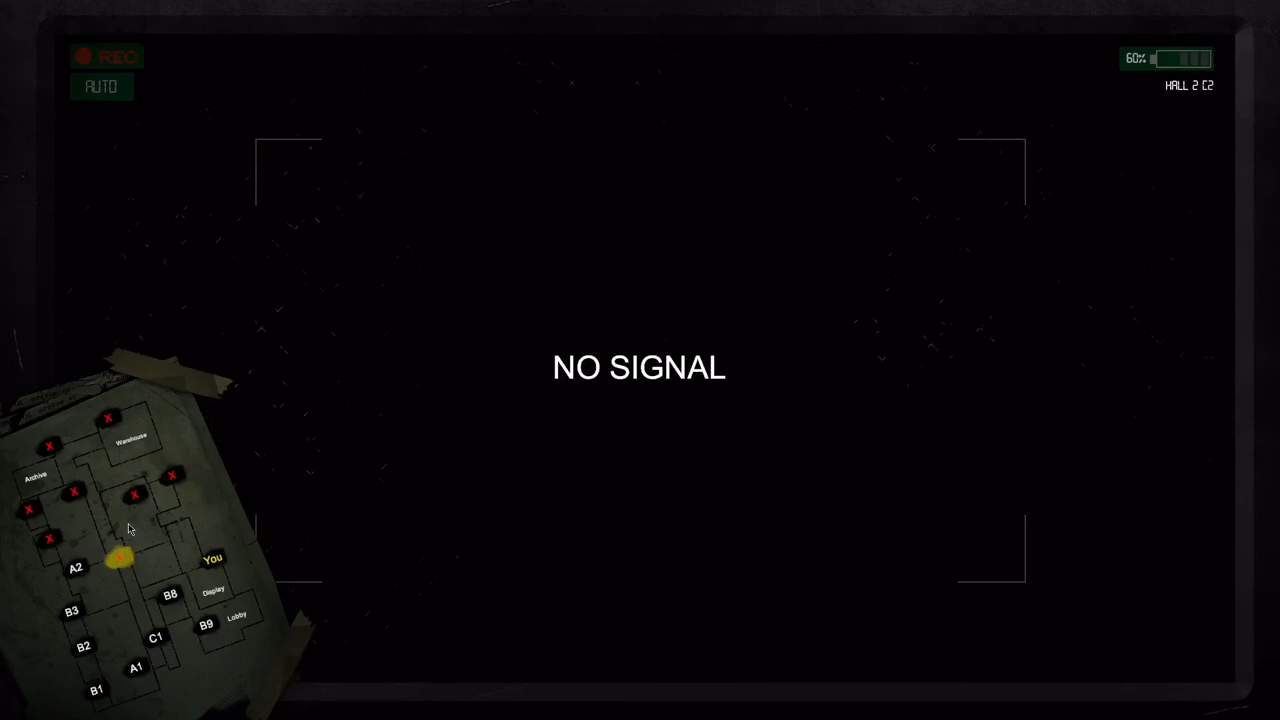 REC
AUTO
60%
HALL 2 C2
NO SIGNAL
X
Warehouse
X
Archive
X
X
X
X
X
A2
X
You
B8
Display
B3
B9
Lobby
C1
B2
A1
B1